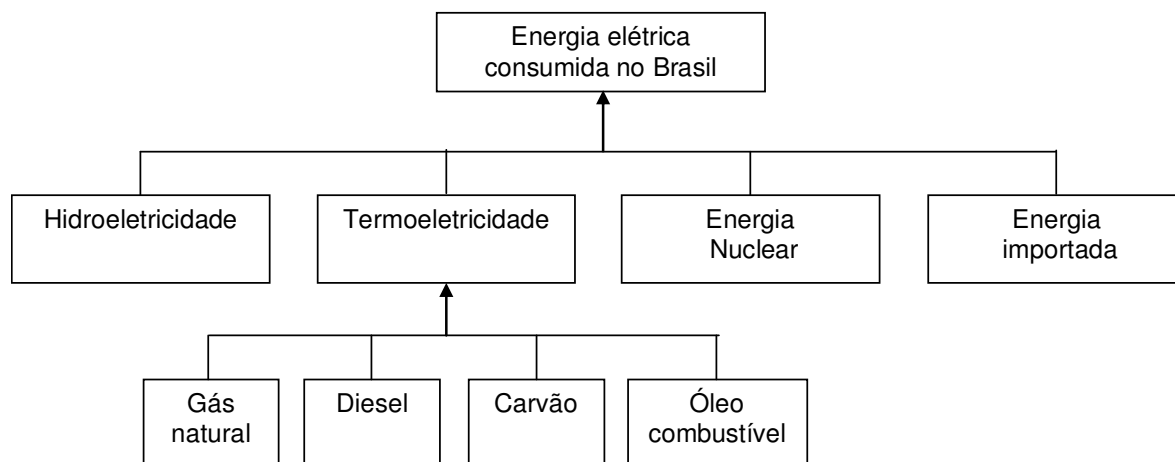 Energia elétrica
consumida no Brasil
Hidroeletricidade
Termoeletricidade
Energia
Nuclear
Energia
importada
Gás
natural
Diesel
Carvão
Óleo
combustível